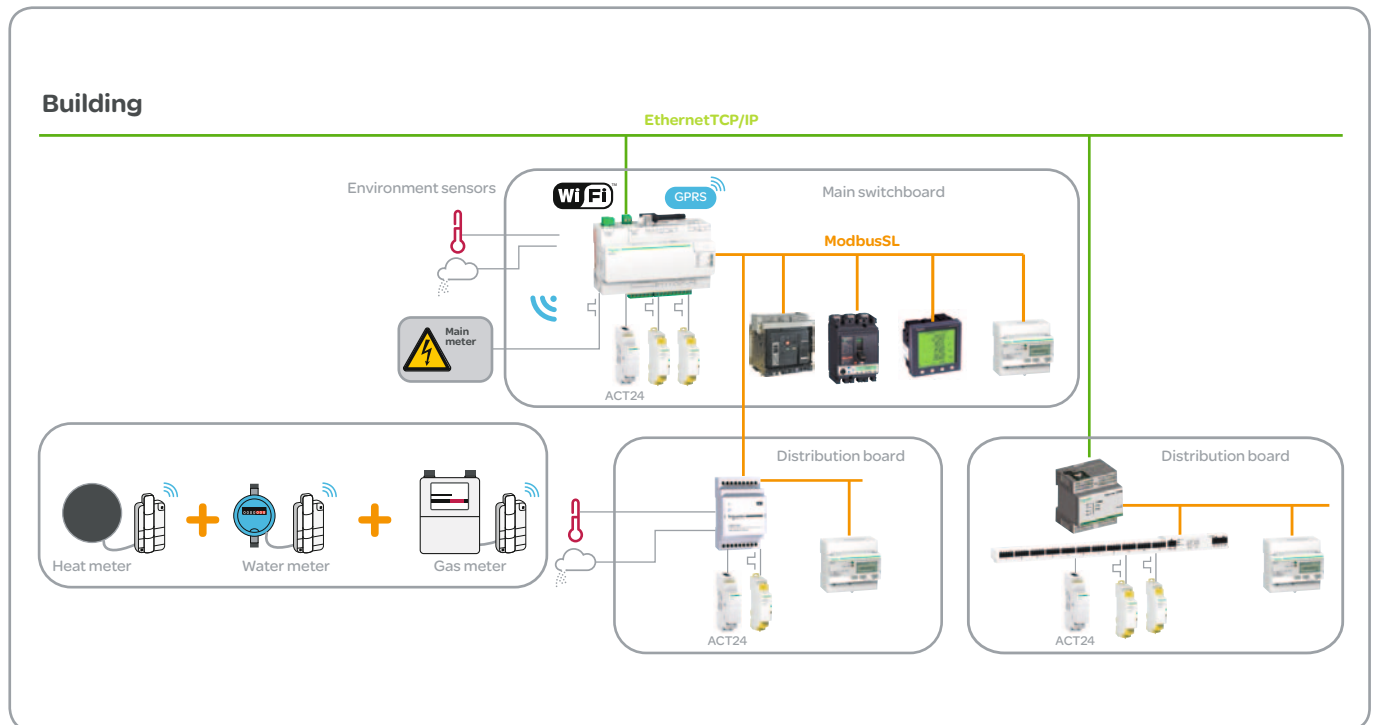 Building
EthernetTCP/IP
Environment sensors
WiFi™
GPRS
Main switchboard
ModbusSL
Main
meter
ACT24
Distribution board
Distribution board
Heat meter
Water meter
Gas meter
ACT24
ACT24